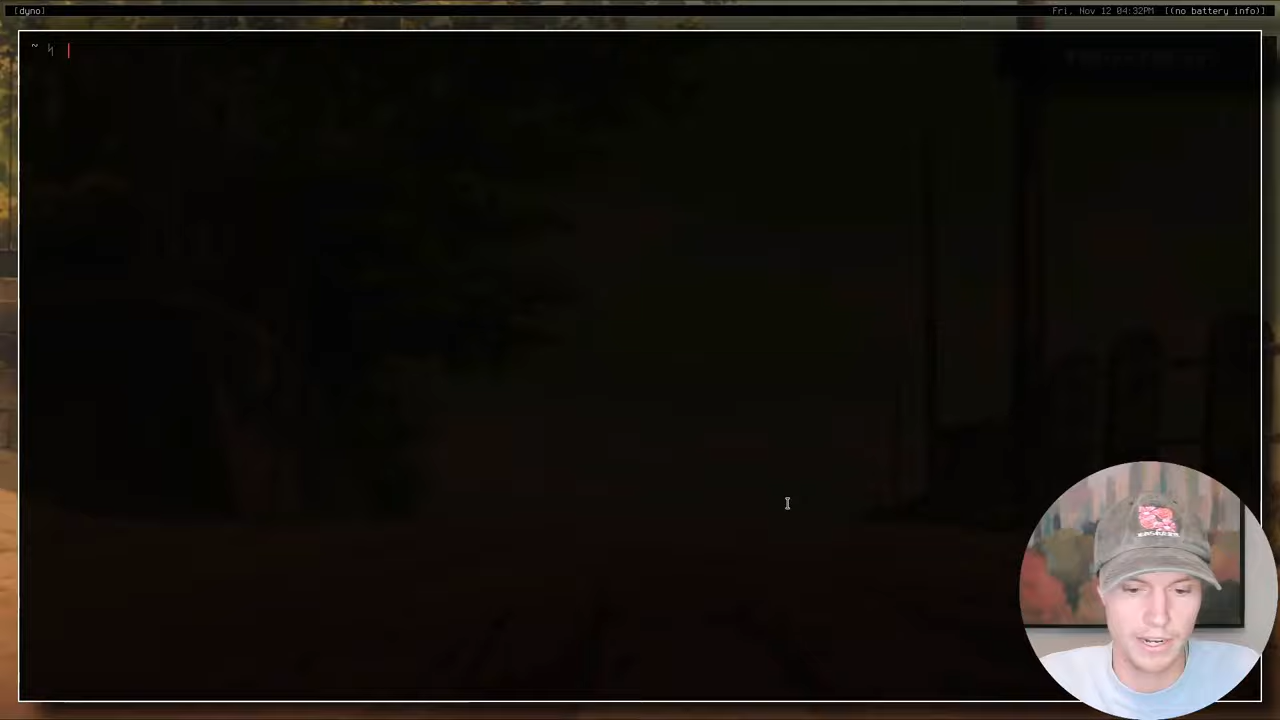 [dyno]
Fri, Nov 12 04:32PM [(no battery info)]
~ ϟ